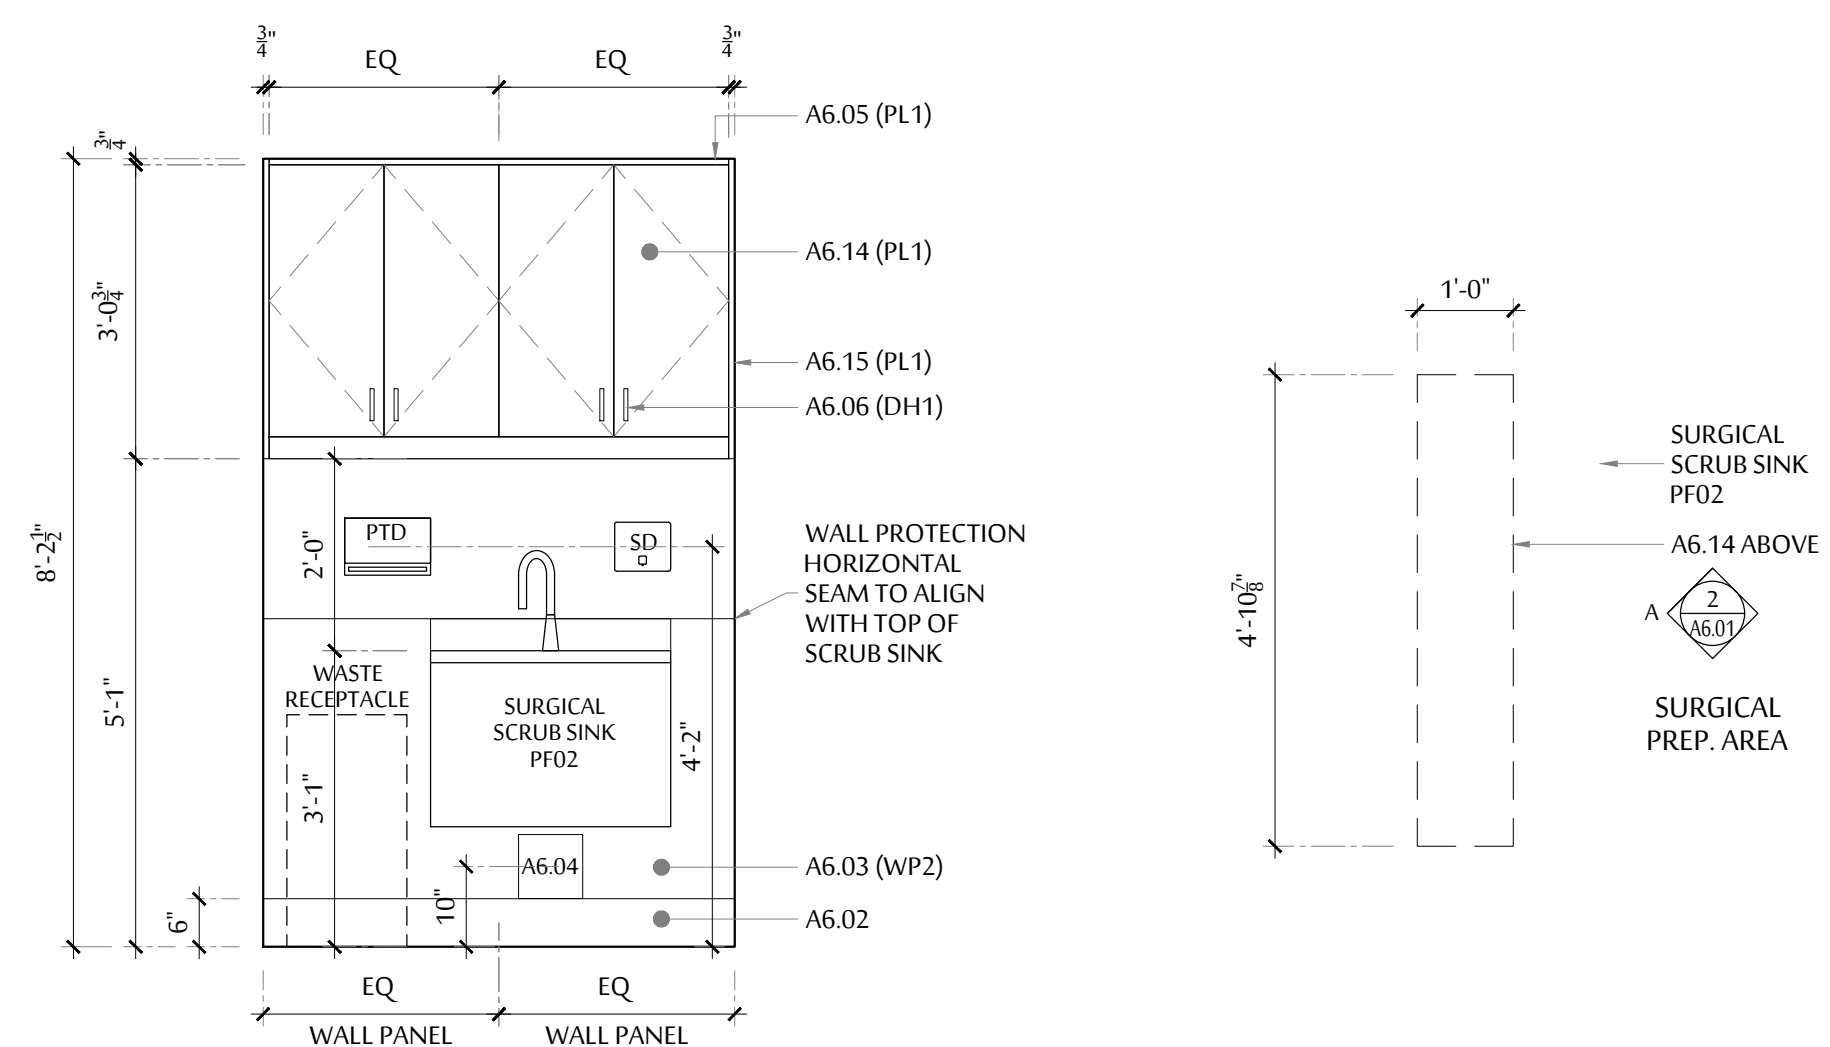 3/4" EQ EQ 3/4"
A6.05 (PL1)
3/4"
A6.14 (PL1)
3'-0 3/4"
A6.15 (PL1)
A6.06 (DH1)
8'-2 1/2"
PTD
SD
2'-0"
WALL PROTECTION
HORIZONTAL
SEAM TO ALIGN
WITH TOP OF
SCRUB SINK
5'-1"
WASTE
RECEPTACLE
SURGICAL
SCRUB SINK
PF02
4'-2"
3'-1"
A6.04
A6.03 (WP2)
10"
6"
A6.02
EQ EQ
WALL PANEL WALL PANEL
1'-0"
SURGICAL
SCRUB SINK
PF02
A6.14 ABOVE
4'-10 7/8"
A
2
A6.01
SURGICAL
PREP. AREA